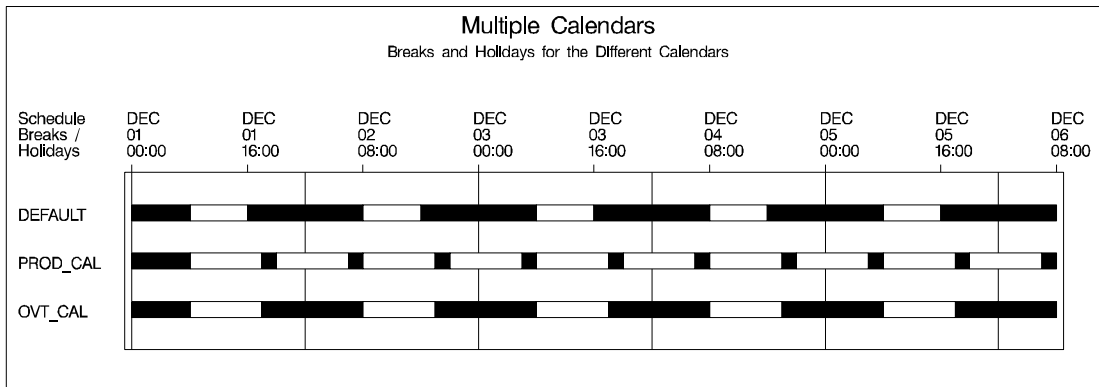 Multiple Calendars
Breaks and Holidays for the Different Calendars
Schedule Breaks / Holidays
DEC 01 00:00
DEC 01 16:00
DEC 02 08:00
DEC 03 00:00
DEC 03 16:00
DEC 04 08:00
DEC 05 00:00
DEC 05 16:00
DEC 06 08:00
DEFAULT
PROD_CAL
OVT_CAL